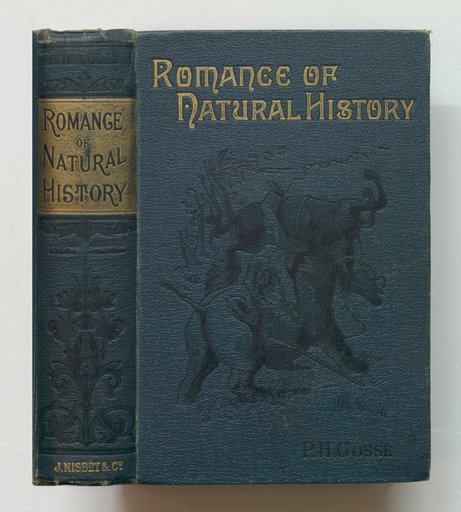 ROMANCE
OF
NATURAL
HISTORY
J. NISBET & Co.
ROMANCE OF
NATURAL HISTORY
P.H. GOSSE